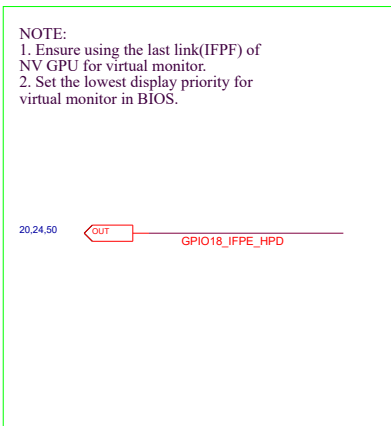 NOTE:
1. Ensure using the last link(IFPF) of
NV GPU for virtual monitor.
2. Set the lowest display priority for
virtual monitor in BIOS.
20,24,50
OUT
GPIO18_IFPE_HPD